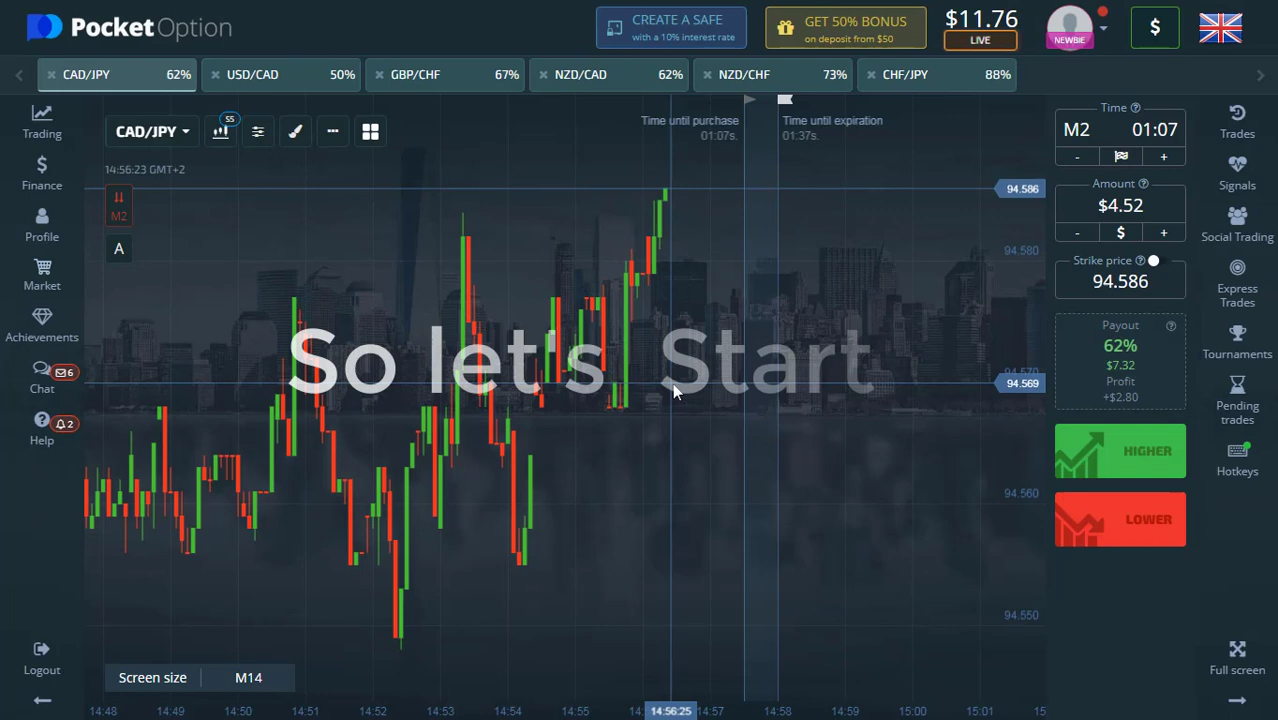 PocketOption
CREATE A SAFE
with a 10% interest rate
GET 50% BONUS
on deposit from $50
$11.76
LIVE
NEWBIE
$
CAD/JPY 62%
USD/CAD 50%
GBP/CHF 67%
NZD/CAD 62%
NZD/CHF 73%
CHF/JPY 88%
Trading
Finance
Profile
Market
Achievements
Chat
6
Help
2
Logout
CAD/JPY
S5
14:56:23 GMT+2
M2
A
Time until purchase
01:07s.
Time until expiration
01:37s.
94.586
94.580
94.570
94.569
94.560
94.550
So let's Start
Screen size M14
14:48 14:49 14:50 14:51 14:52 14:53 14:54 14:55 14:56:25 14:57 14:58 14:59 15:00 15:01
Time
M2 01:07
- +
Amount
$4.52
- $ +
Strike price
94.586
Payout
62%
$7.32
Profit
+$2.80
HIGHER
LOWER
Trades
Signals
Social Trading
Express
Trades
Tournaments
Pending
trades
Hotkeys
Full screen